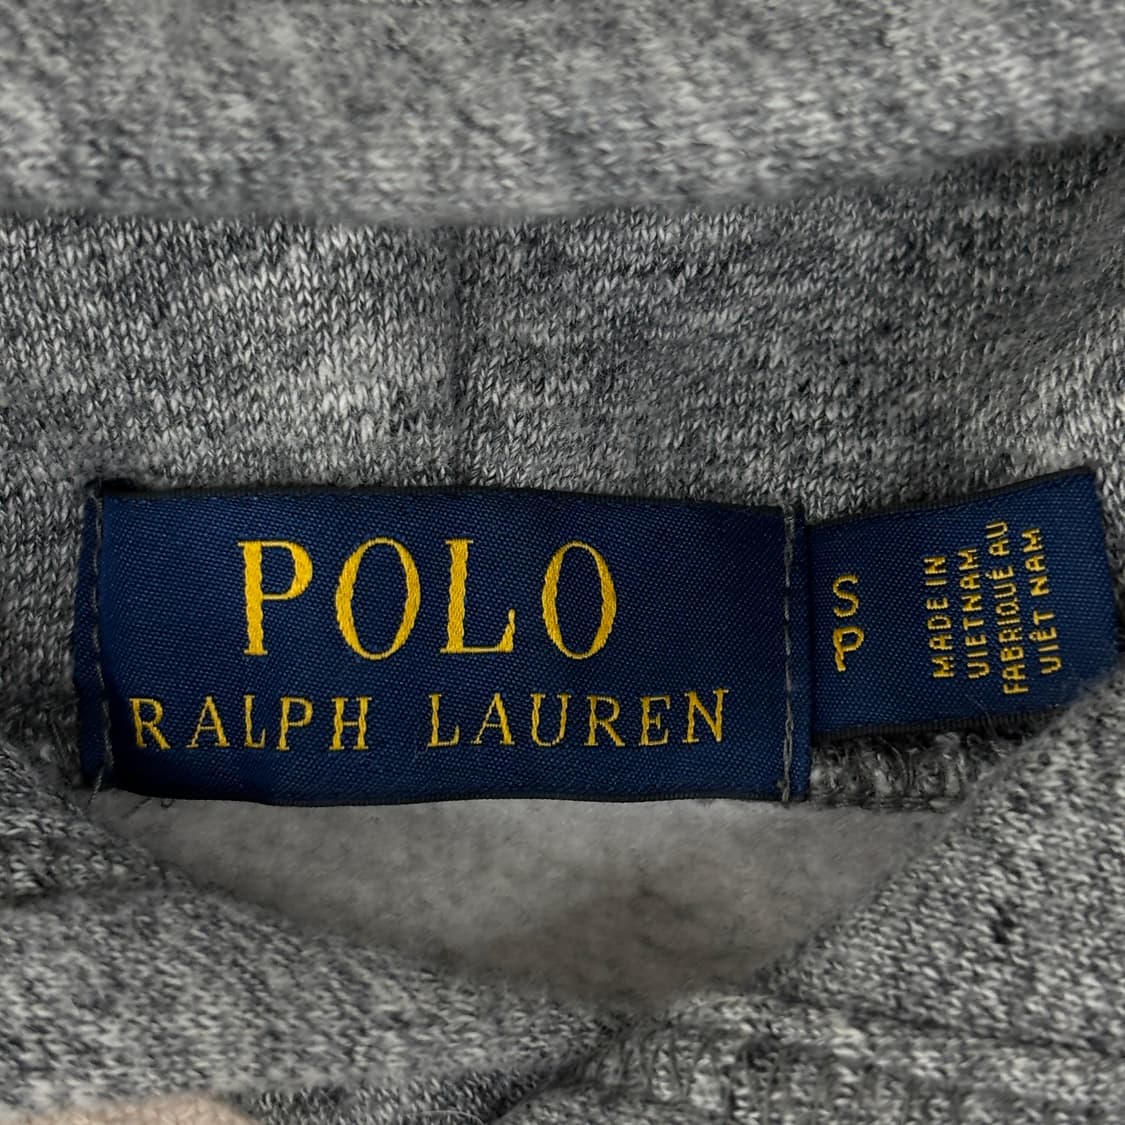 POLO
RALPH LAUREN
S
P
MADE IN
VIETNAM
FABRIQUÉ AU
VIÊT NAM